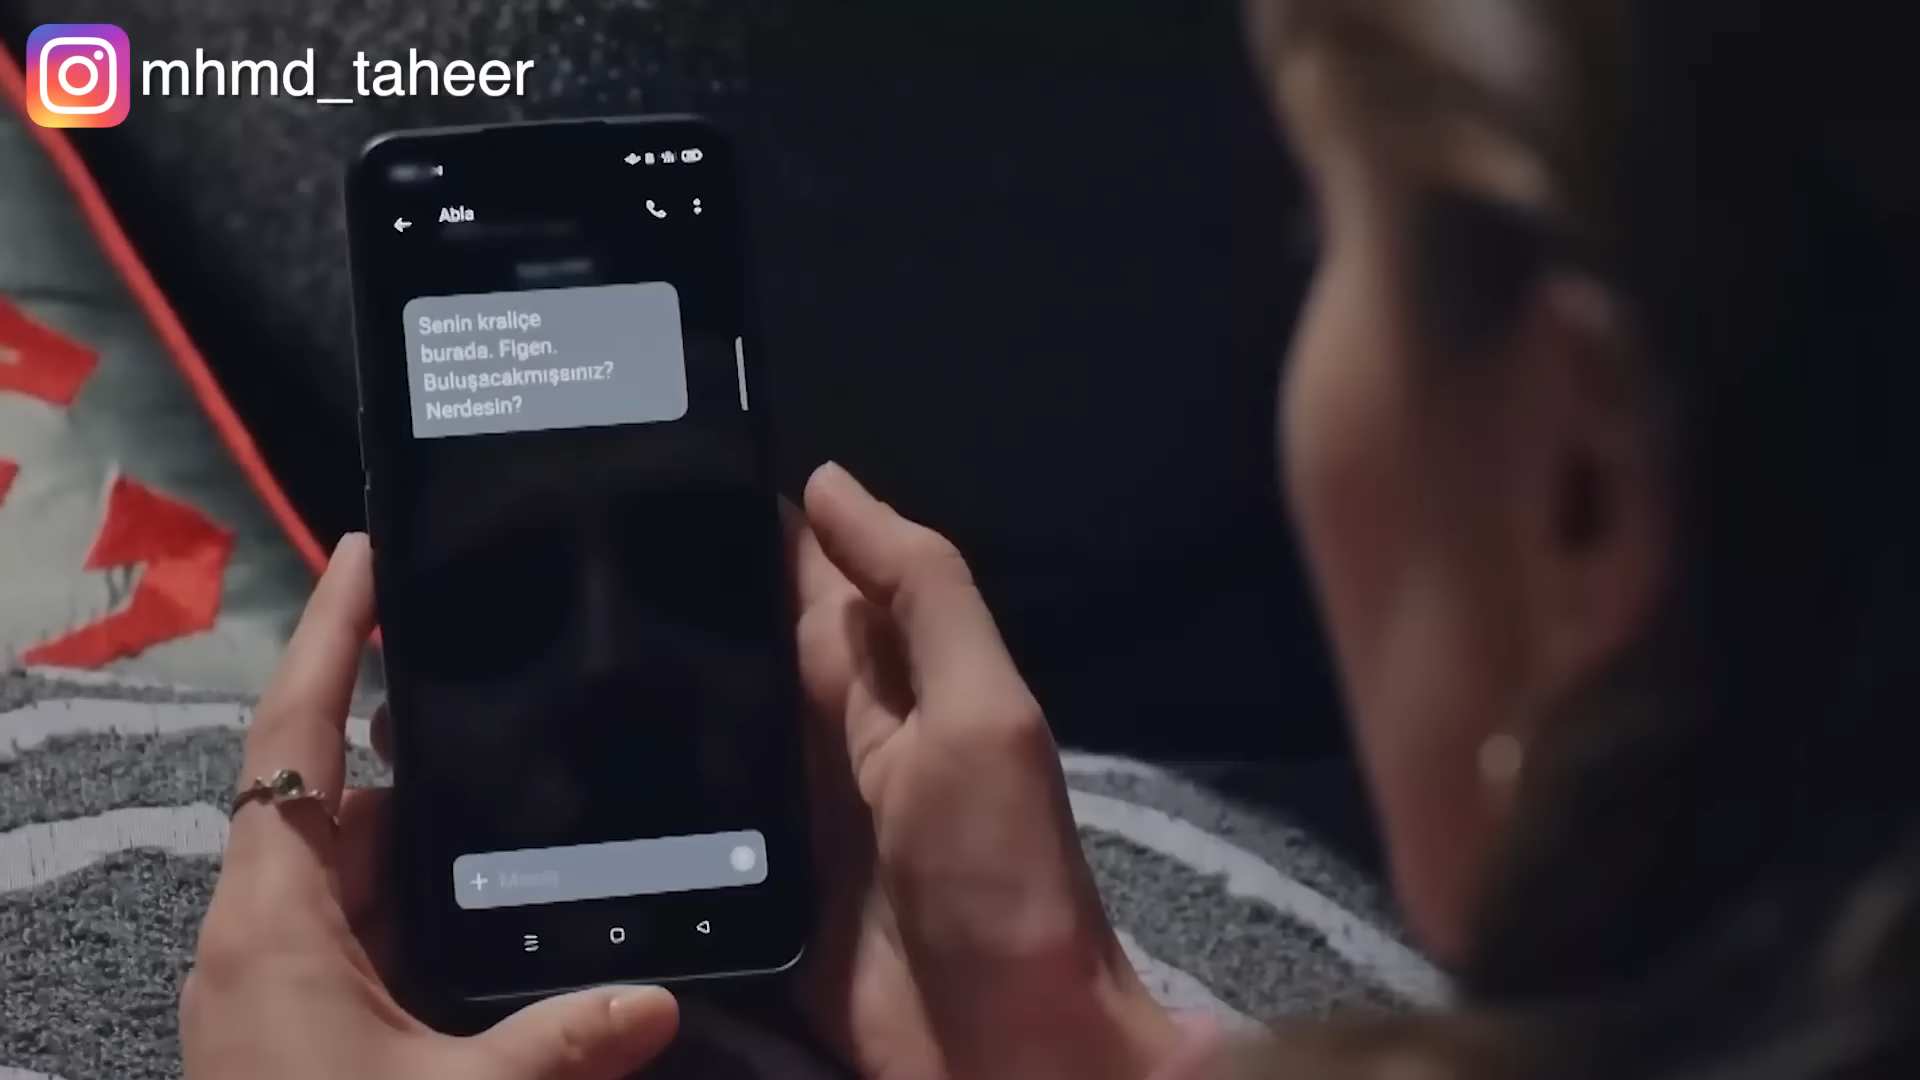 mhmd_taheer
Abla
Senin kraliçe
burada. Figen.
Buluşacakmışsınız?
Nerdesin?